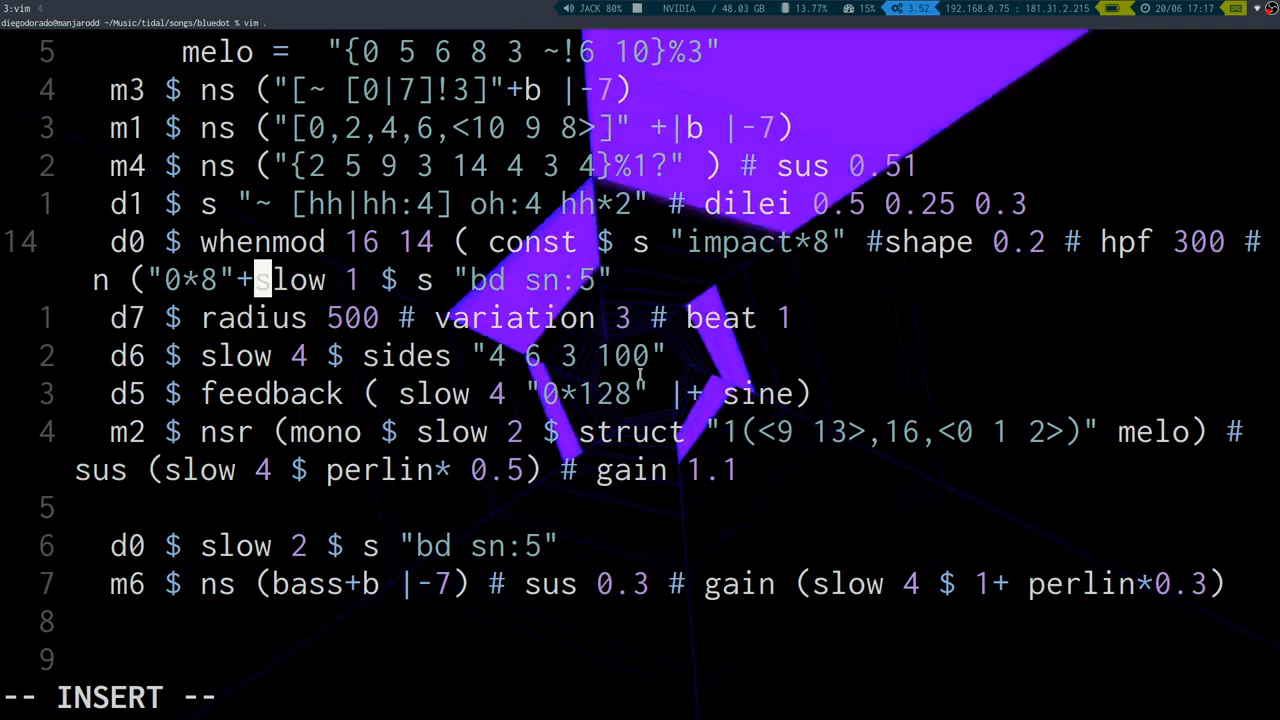 3:vim 4 JACK 80% NVIDIA / 48.03 GB 13.77% 15% 3.52 192.168.0.75 · 181.31.2.215 20/06 17:17
diegodorado@manjarodd ~/Music/tidal/songs/bluedot % vim .
5 melo = "{0 5 6 8 3 ~!6 10}%3"
4 m3 $ ns ("[~ [0|7]!3]"+b |-7)
3 m1 $ ns ("[0,2,4,6,<10 9 8>]" +|b |-7)
2 m4 $ ns ("{2 5 9 3 14 4 3 4}%1?" ) # sus 0.51
1 d1 $ s "~ [hh|hh:4] oh:4 hh*2" # dilei 0.5 0.25 0.3
14 d0 $ whenmod 16 14 ( const $ s "impact*8" #shape 0.2 # hpf 300 #
n ("0*8"+slow 1 $ s "bd sn:5"
1 d7 $ radius 500 # variation 3 # beat 1
2 d6 $ slow 4 $ sides "4 6 3 100"
3 d5 $ feedback ( slow 4 "0*128" |+ sine)
4 m2 $ nsr (mono $ slow 2 $ struct "1(<9 13>,16,<0 1 2>)" melo) #
sus (slow 4 $ perlin* 0.5) # gain 1.1
5
6 d0 $ slow 2 $ s "bd sn:5"
7 m6 $ ns (bass+b |-7) # sus 0.3 # gain (slow 4 $ 1+ perlin*0.3)
8
9
-- INSERT --